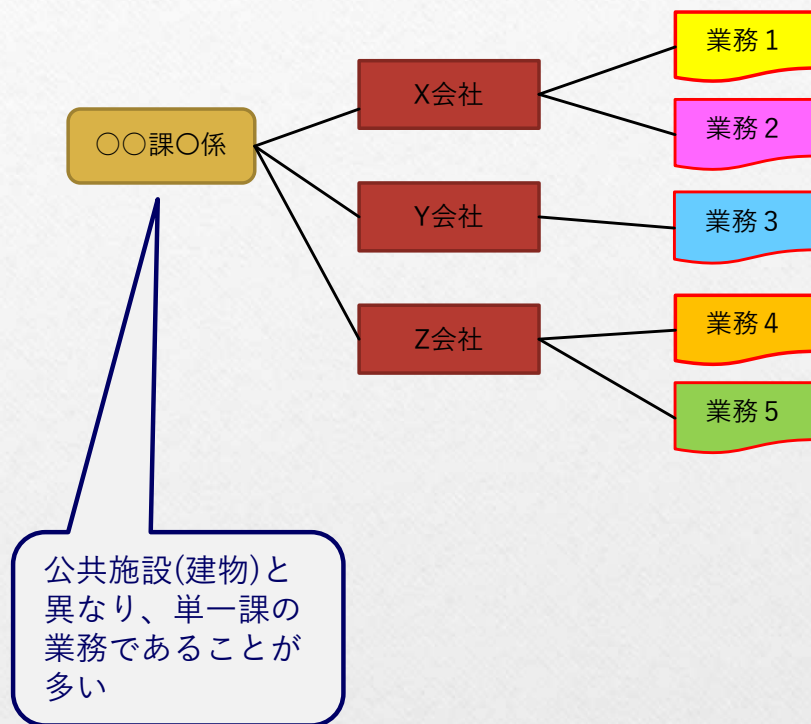 ○○課○係
X会社
Y会社
Z会社
業務１
業務２
業務３
業務４
業務５
公共施設(建物)と
異なり、単一課の
業務であることが
多い